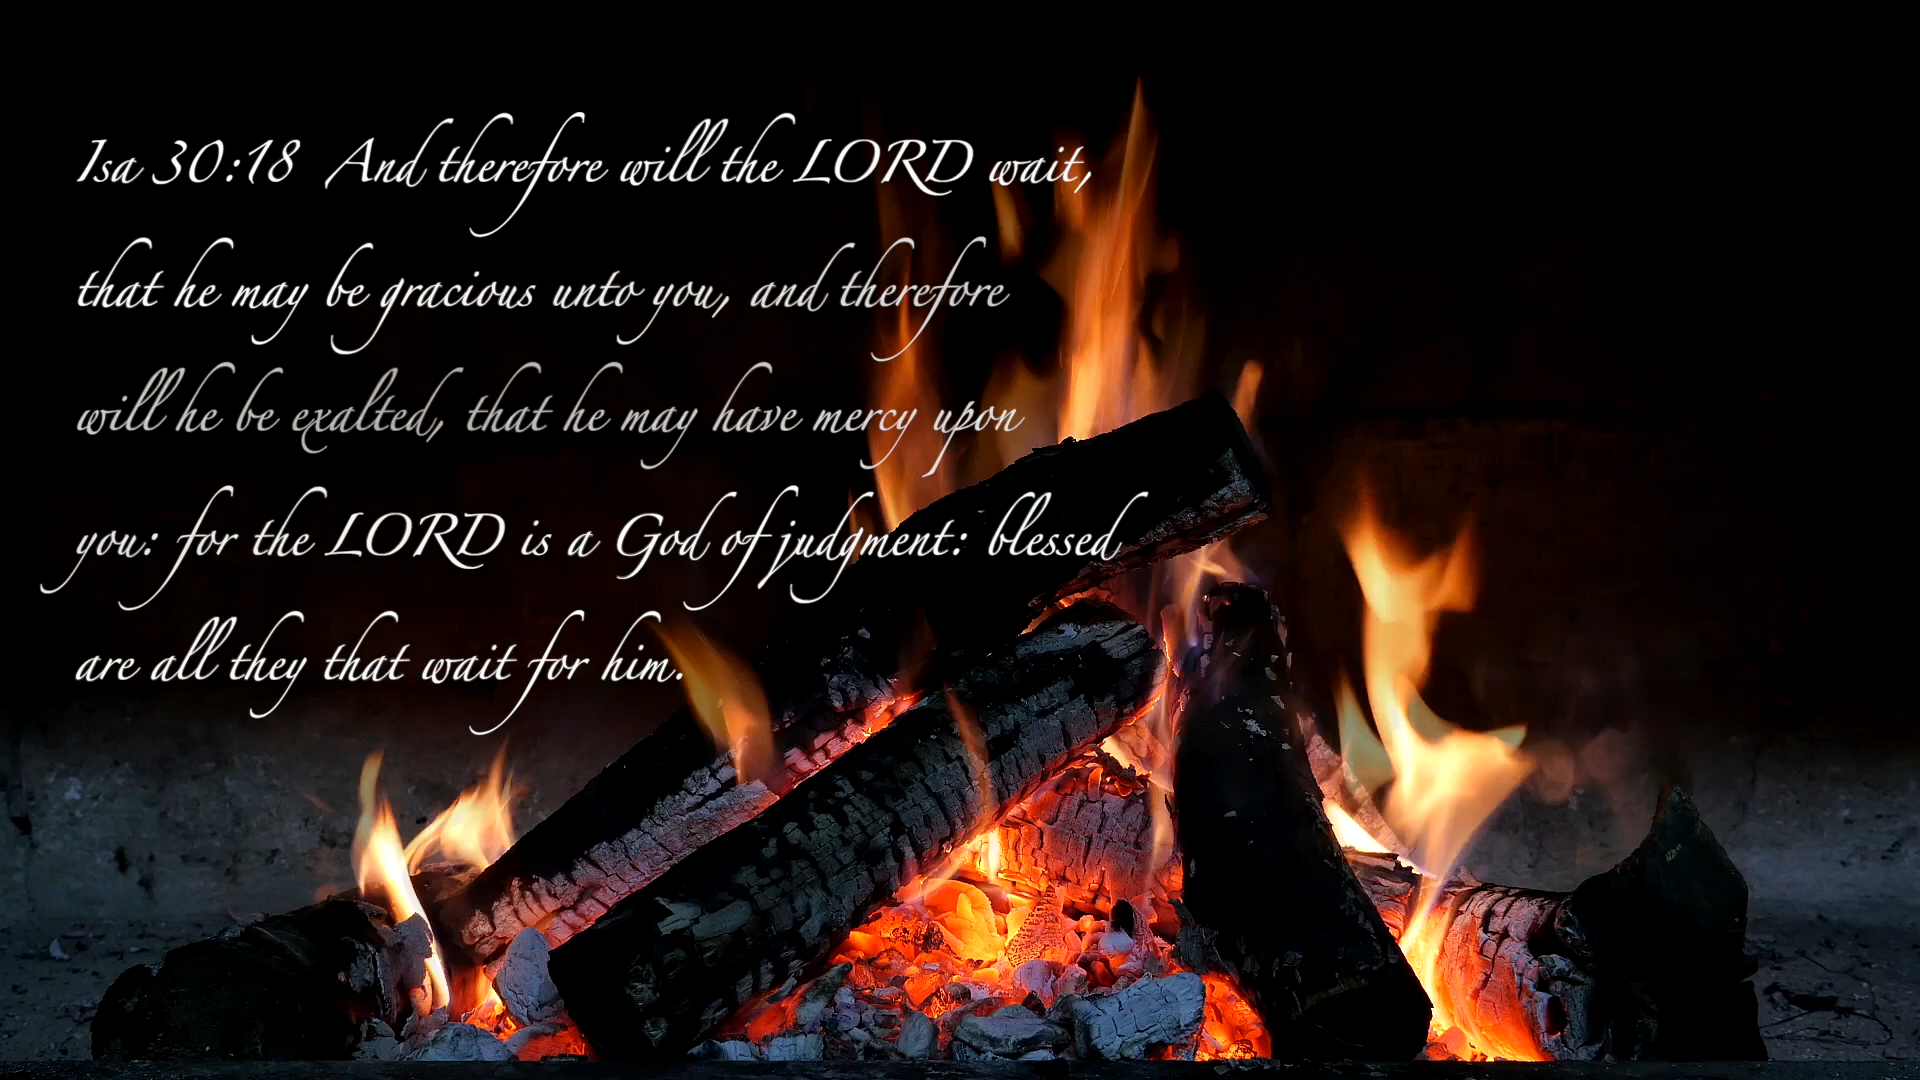 Isa 30:18 And therefore will the LORD wait,
that he may be gracious unto you, and therefore
will he be exalted, that he may have mercy upon
you: for the LORD is a God of judgment: blessed
are all they that wait for him.